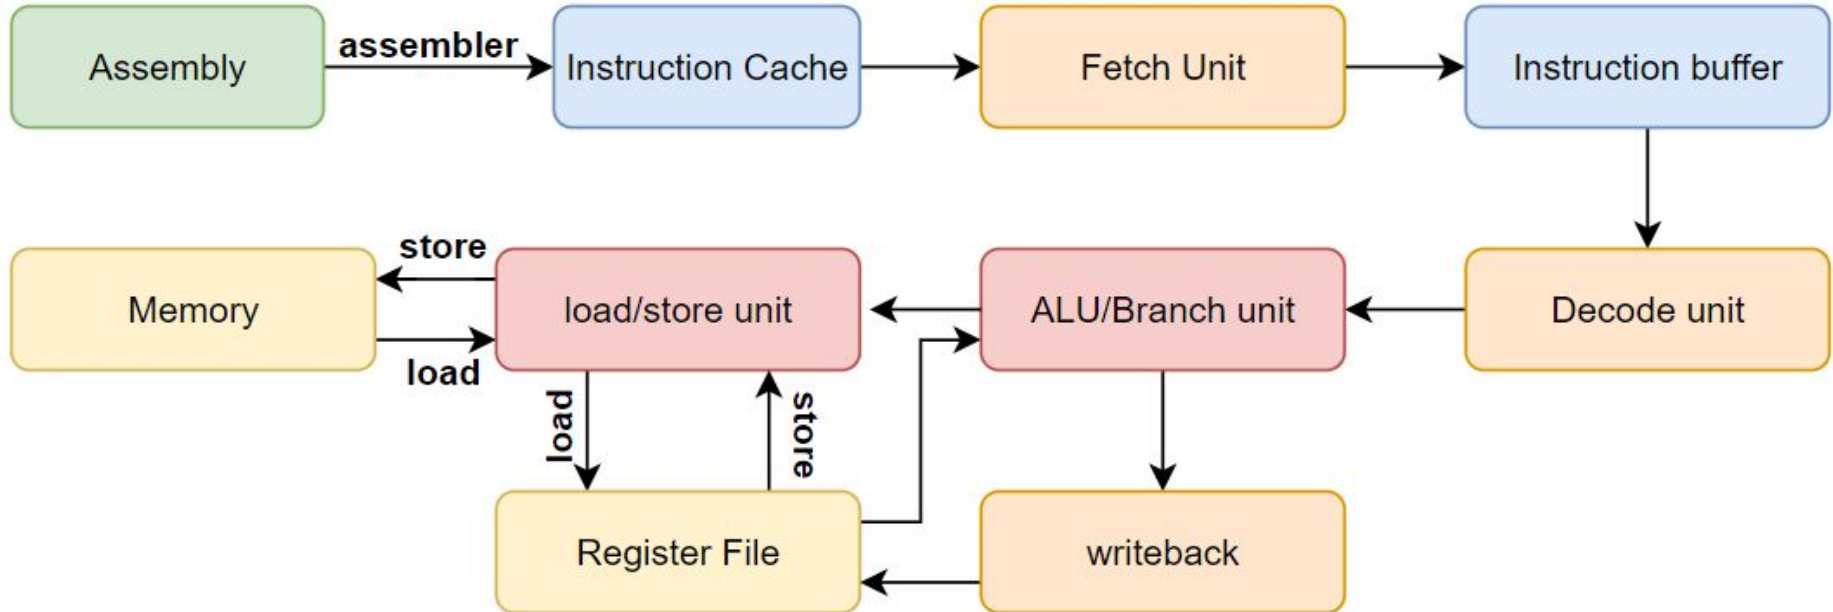 Assembly
assembler
Instruction Cache
Fetch Unit
Instruction buffer
Memory
store
load
load/store unit
ALU/Branch unit
Decode unit
load
store
Register File
writeback